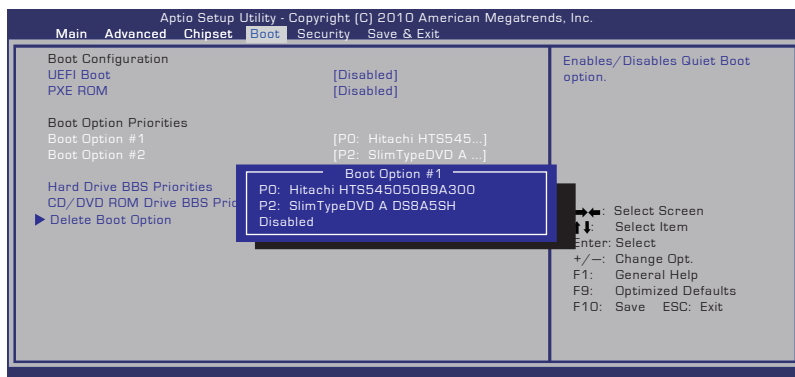 Aptio Setup Utility - Copyright (C) 2010 American Megatrends, Inc.
Main Advanced Chipset Boot Security Save & Exit
Boot Configuration
UEFI Boot [Disabled]
PXE ROM [Disabled]
Boot Option Priorities
Boot Option #1 [P0: Hitachi HTS545...]
Boot Option #2 [P2: SlimTypeDVD A ...]
Hard Drive BBS Priorities
CD/DVD ROM Drive BBS Prio
Delete Boot Option
Boot Option #1
P0: Hitachi HTS545050B9A300
P2: SlimTypeDVD A DS8A5SH
Disabled
Enables/Disables Quiet Boot
option.
→←: Select Screen
↑↓: Select Item
Enter: Select
+/—: Change Opt.
F1: General Help
F9: Optimized Defaults
F10: Save ESC: Exit